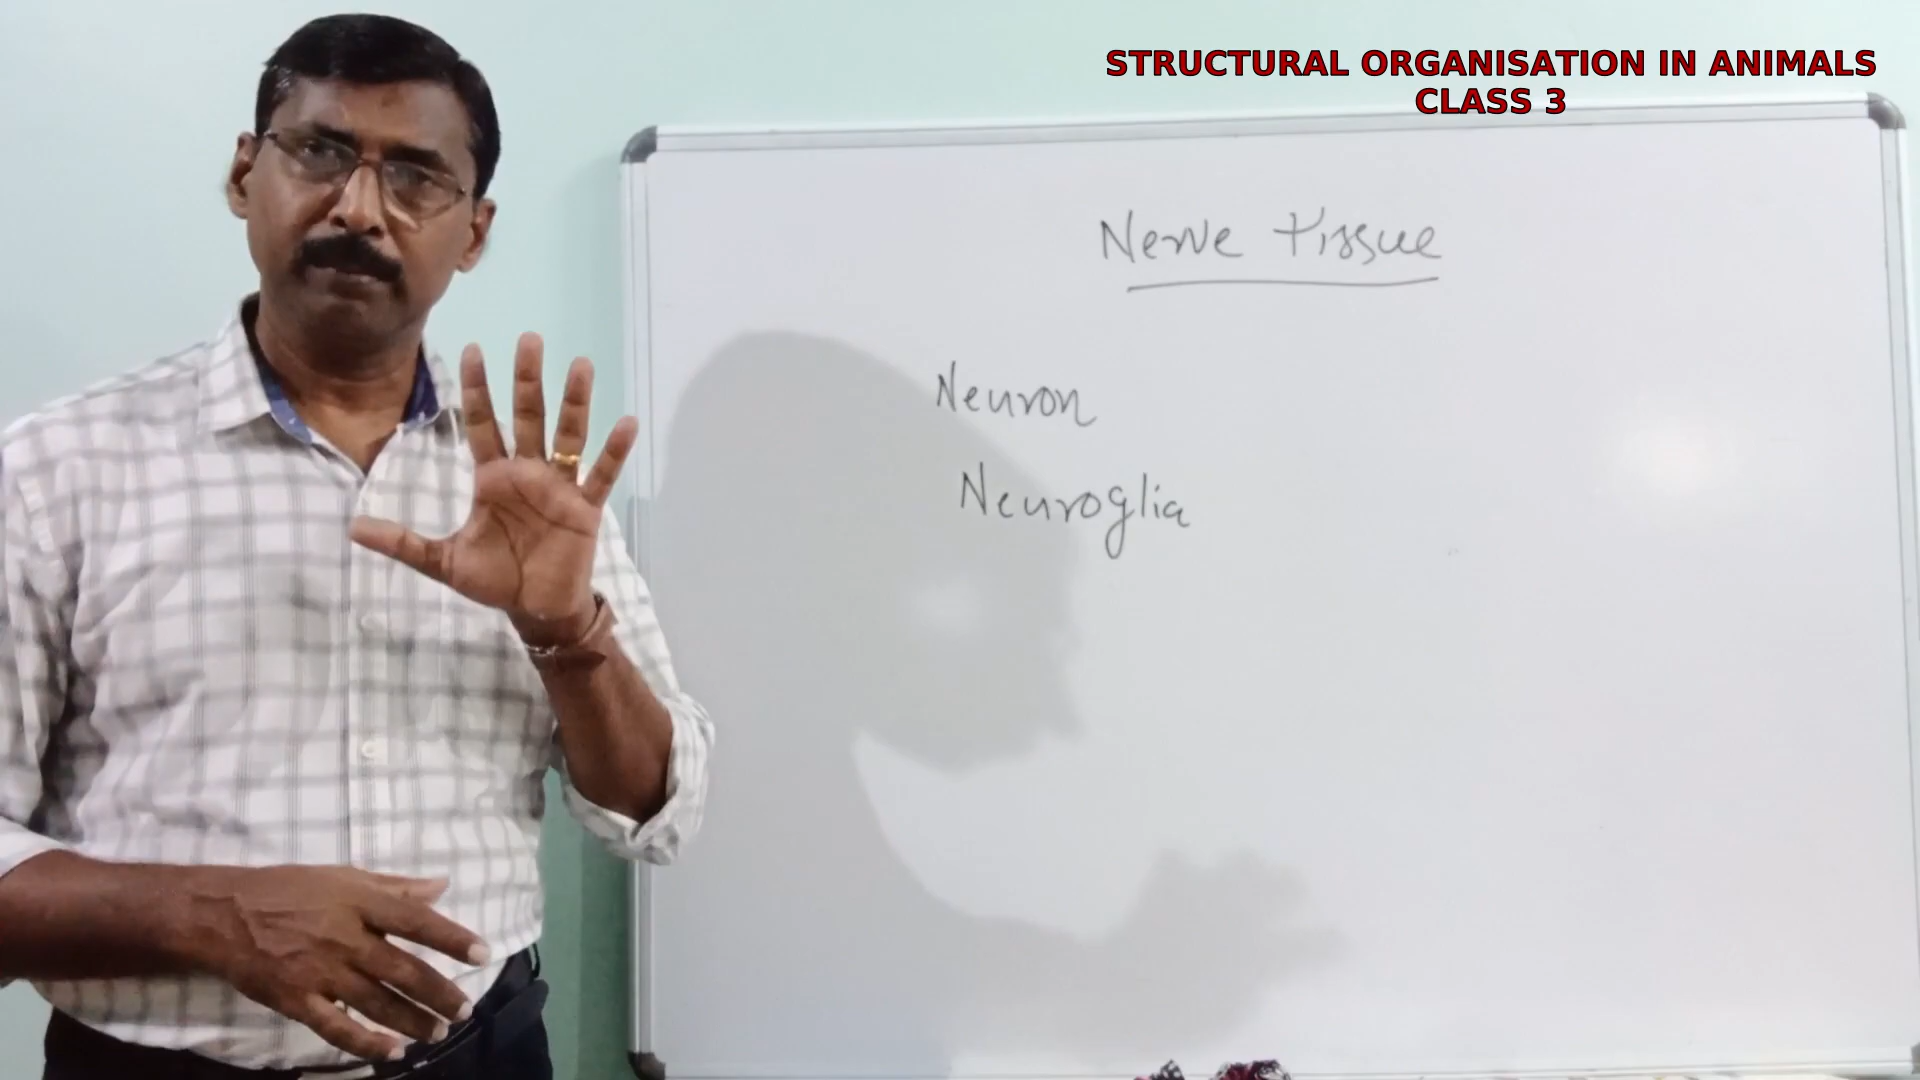 STRUCTURAL ORGANISATION IN ANIMALS
CLASS 3
Nerve tissue
Neuron
Neuroglia